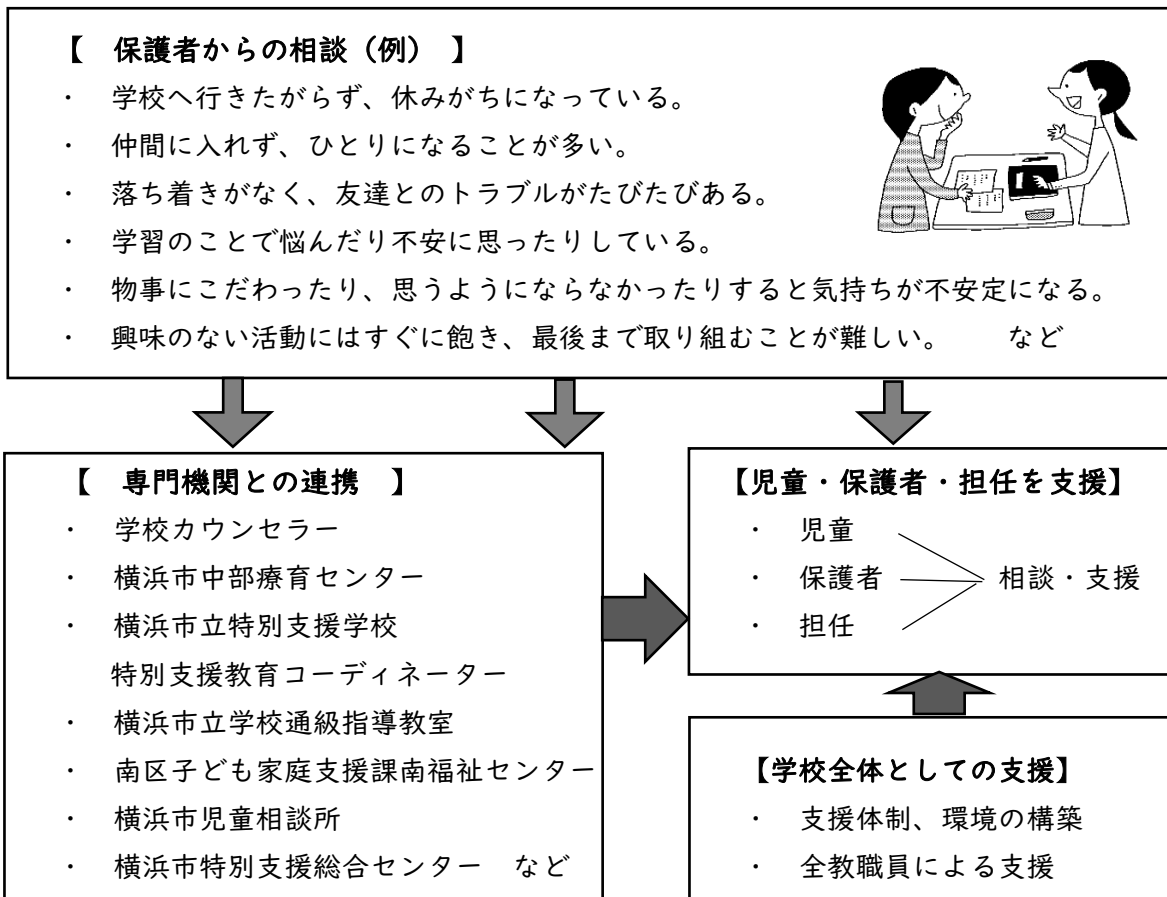 【　保護者からの相談（例）　】
・　学校へ行きたがらず、休みがちになっている。
・　仲間に入れず、ひとりになることが多い。
・　落ち着きがなく、友達とのトラブルがたびたびある。
・　学習のことで悩んだり不安に思ったりしている。
・　物事にこだわったり、思うようにならなかったりすると気持ちが不安定になる。
・　興味のない活動にはすぐに飽き、最後まで取り組むことが難しい。　　など
【　専門機関との連携　】
・　学校カウンセラー
・　横浜市中部療育センター
・　横浜市立特別支援学校
特別支援教育コーディネーター
・　横浜市立学校通級指導教室
・　南区子ども家庭支援課南福祉センター
・　横浜市児童相談所
・　横浜市特別支援総合センター　など
【児童・保護者・担任を支援】
・　児童
・　保護者　相談・支援
・　担任
【学校全体としての支援】
・　支援体制、環境の構築
・　全教職員による支援